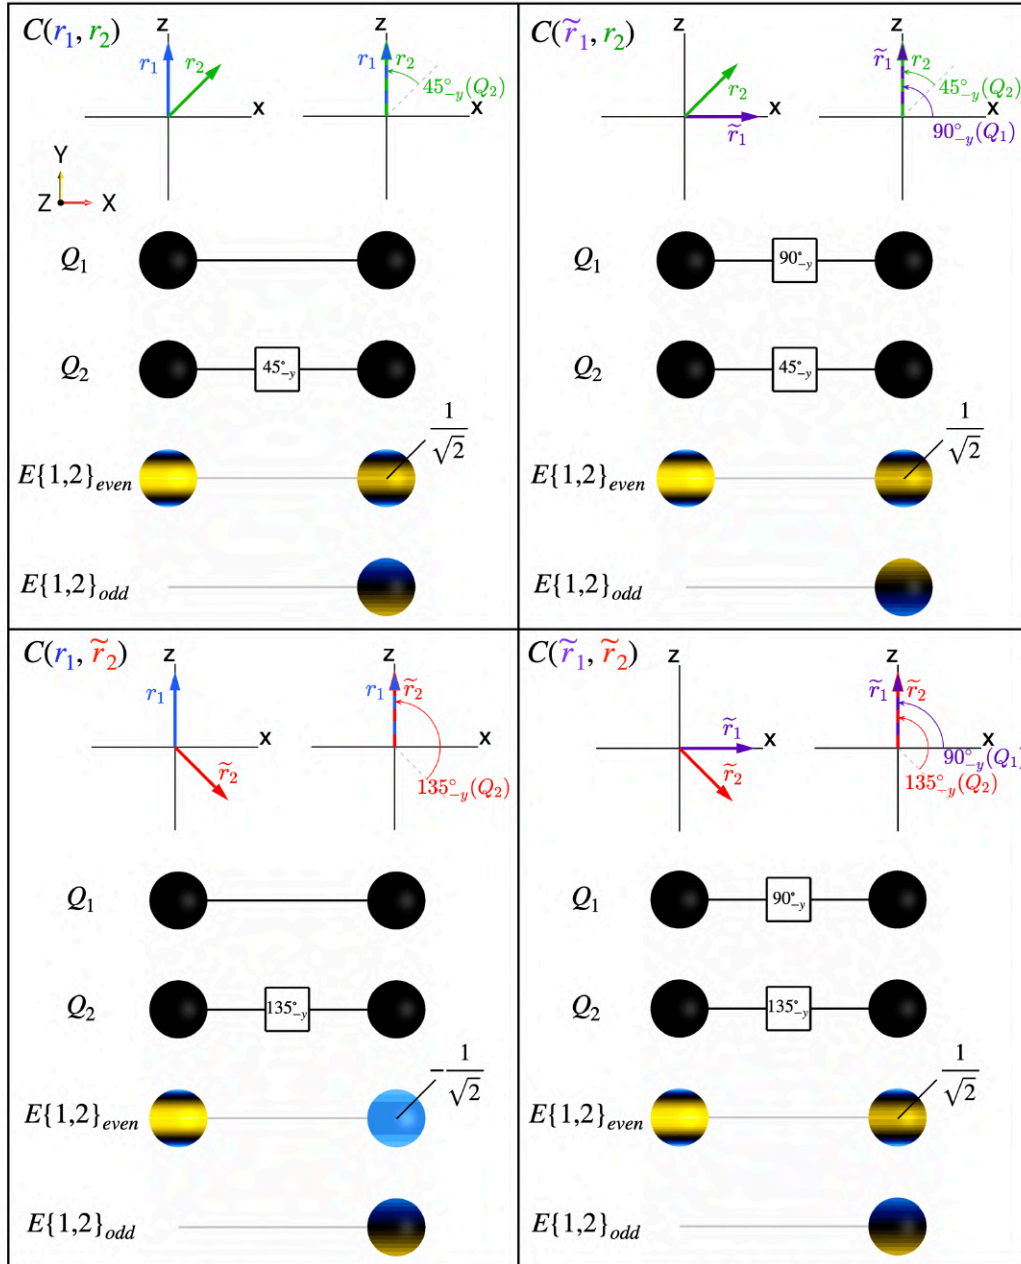 C(r₁, r₂)
Z
r₁
r₂
X
Z
r₁ r₂
45°₋y(Q₂)
X
Y
Z X
Q₁
Q₂
45°₋y
E{1,2}even
1/√2
E{1,2}odd
C(r̃₁, r₂)
Z
r₂
X
r̃₁
Z
r̃₁ r₂
45°₋y(Q₂)
X
90°₋y(Q₁)
Q₁
90°₋y
Q₂
45°₋y
E{1,2}even
1/√2
E{1,2}odd
C(r₁, r̃₂)
Z
r₁
X
r̃₂
Z
r₁ r̃₂
X
135°₋y(Q₂)
Q₁
Q₂
135°₋y
E{1,2}even
-1/√2
E{1,2}odd
C(r̃₁, r̃₂)
Z
r̃₁
X
r̃₂
Z
r̃₁ r̃₂
X
90°₋y(Q₁)
135°₋y(Q₂)
Q₁
90°₋y
Q₂
135°₋y
E{1,2}even
1/√2
E{1,2}odd